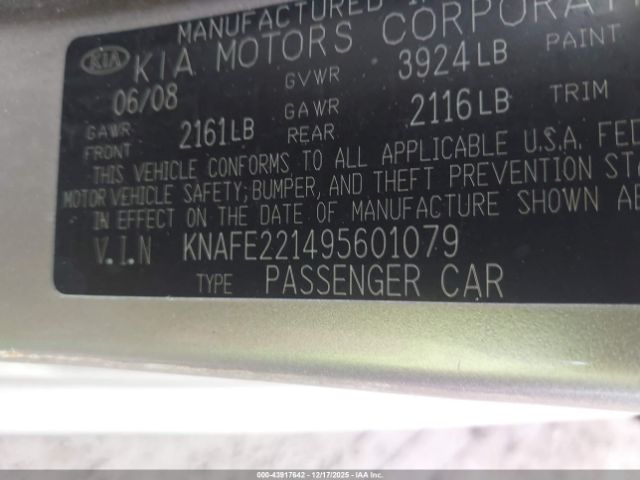 MANUFACTURED
KIA KIA MOTORS CORPORAT
06/08 GVWR 3924LB PAINT
GAWR FRONT 2161LB GAWR REAR 2116LB TRIM
THIS VEHICLE CONFORMS TO ALL APPLICABLE U.S.A. FED
MOTOR VEHICLE SAFETY, BUMPER, AND THEFT PREVENTION ST
IN EFFECT ON THE DATE OF MANUFACTURE SHOWN AB
V.I.N KNAFE221495601079
TYPE PASSENGER CAR
000-43917642 - 12/17/2025 - IAA Inc.